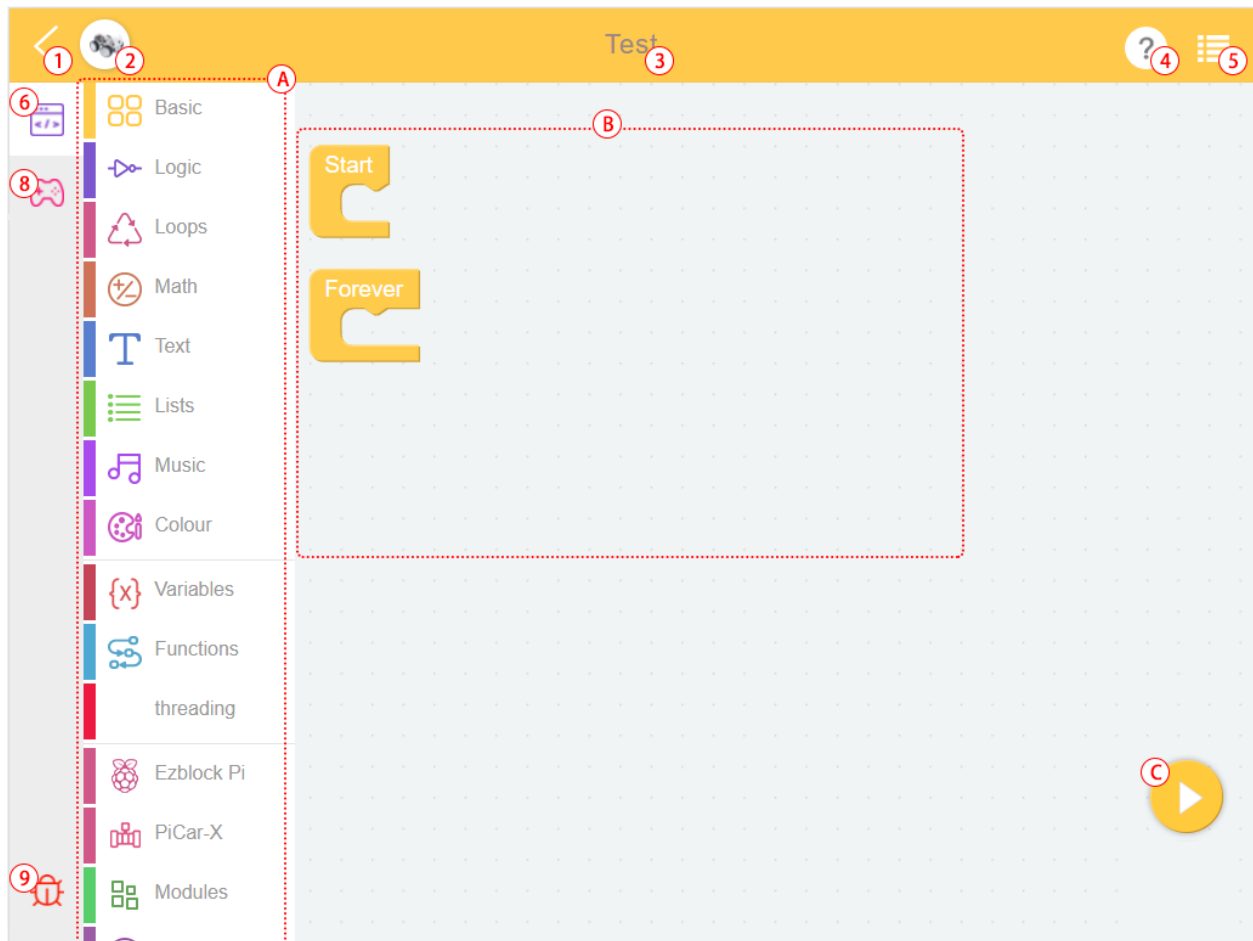 Test
1
2
3
?
4
5
A
6
Basic
B
Logic
Start
8
Loops
Math
Forever
Text
Lists
Music
Colour
{x} Variables
Functions
threading
Ezblock Pi
C
PiCar-X
9
Modules